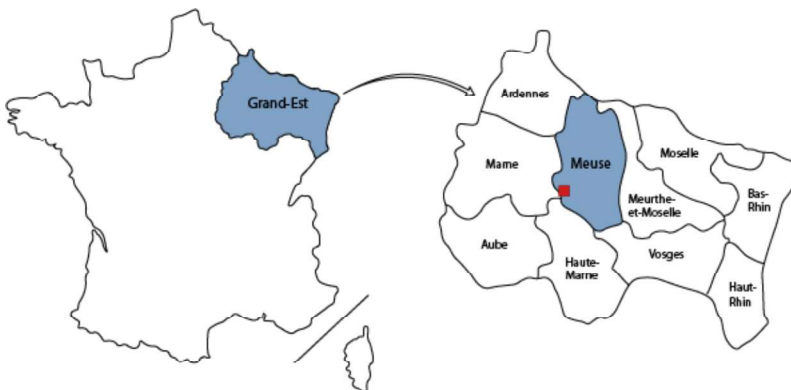 Grand-Est
Ardennes
Marne
Meuse
Moselle
Bas-
Rhin
Meurthe-
et-Moselle
Aube
Haute-
Marne
Vosges
Haut-
Rhin